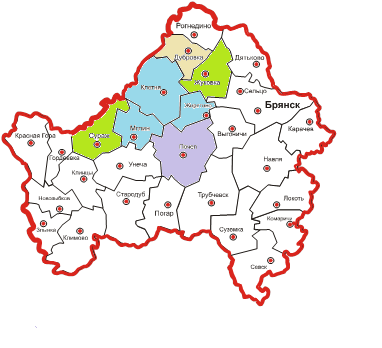 Рогнедино
Дубровка
Дятьково
Жуковка
Клетня
Сельцо
Брянск
Жирятино
Карачев
Красная Гора
Сураж
Мглин
Выгоничи
Гордеевка
Почеп
Унеча
Навля
Клинцы
Новозыбков
Стародуб
Трубчевск
Локоть
Погар
Комаричи
Злынка
Климово
Суземка
Севск